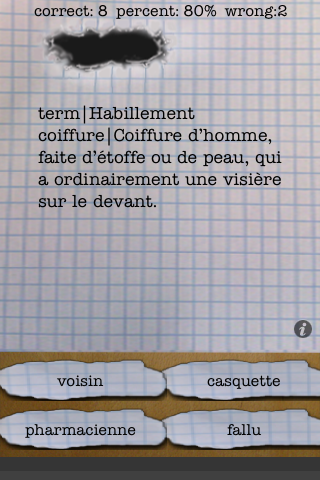 correct: 8 percent: 80% wrong:2
term|Habillement
coiffure|Coiffure d'homme,
faite d'étoffe ou de peau, qui
a ordinairement une visière
sur le devant.
i
voisin
casquette
pharmacienne
fallu